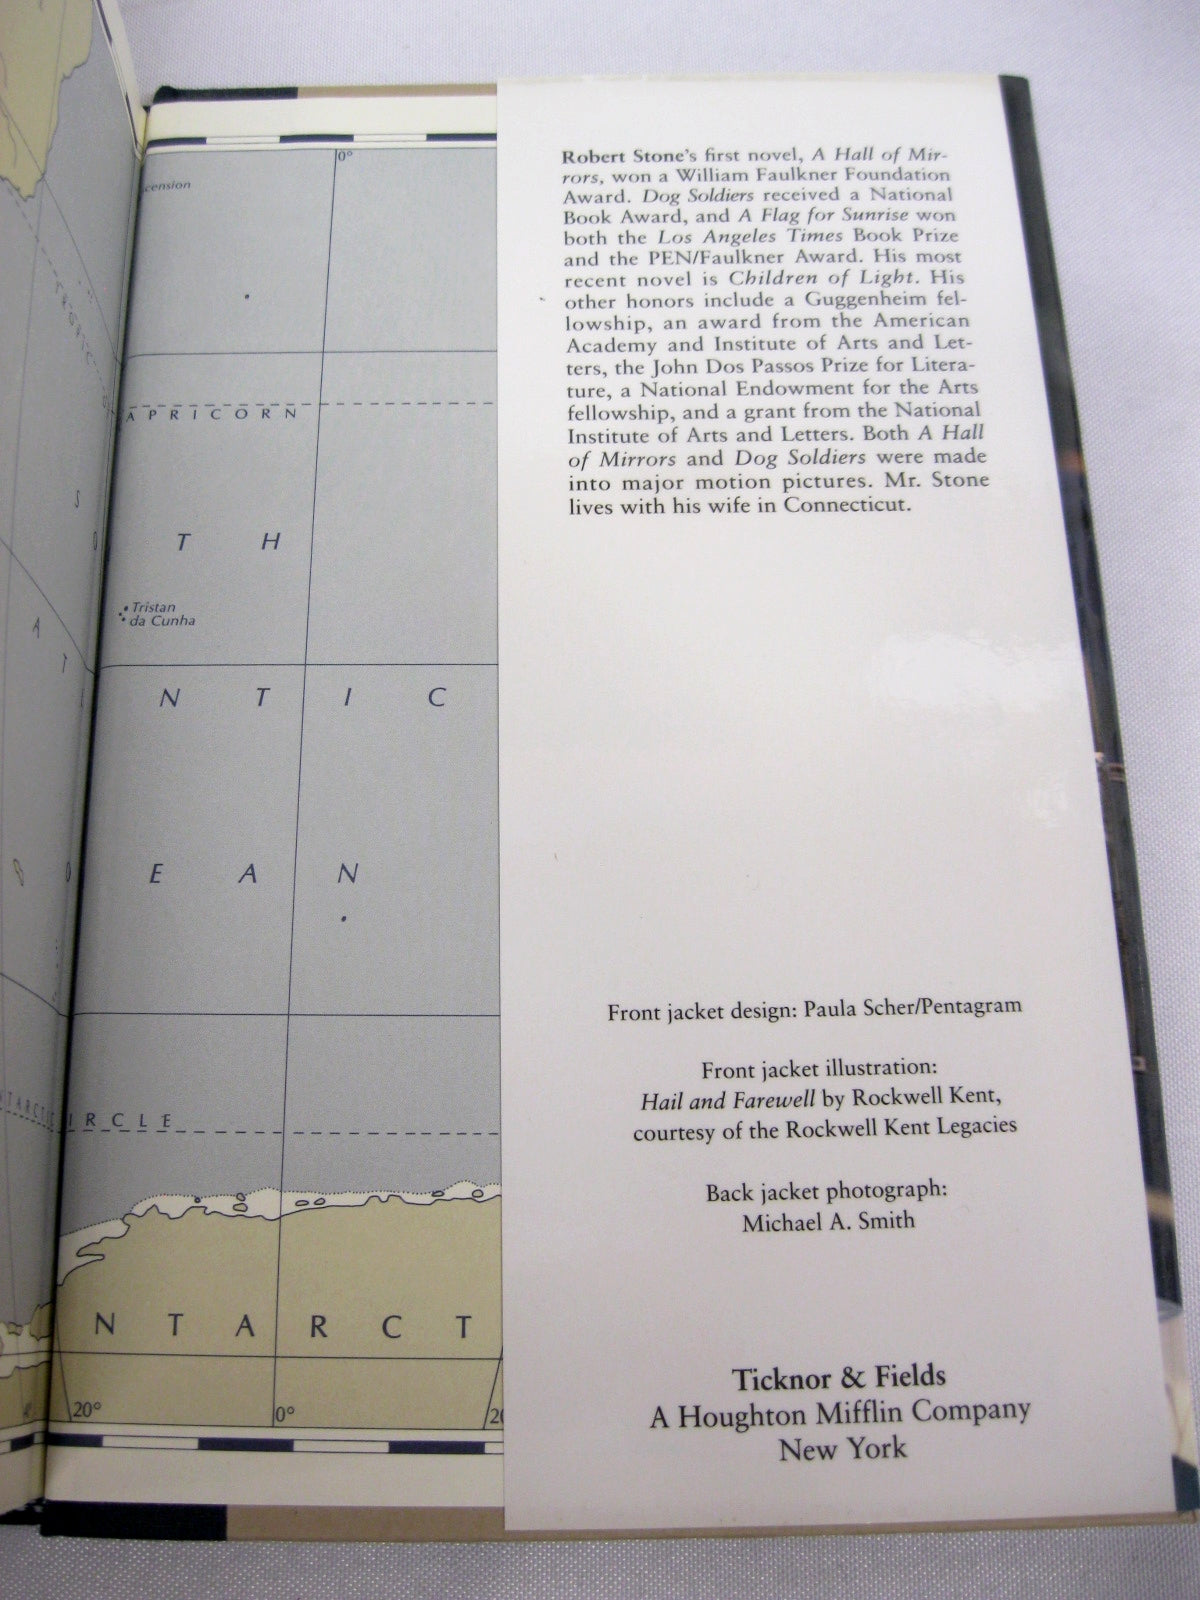 0°
cension
APRICORN
TH
Tristan
da Cunha
NTIC
EAN
IRCLE
NTARCT
20°
0°
20
Robert Stone's first novel, A Hall of Mir-
rors, won a William Faulkner Foundation
Award. Dog Soldiers received a National
Book Award, and A Flag for Sunrise won
both the Los Angeles Times Book Prize
and the PEN/Faulkner Award. His most
recent novel is Children of Light. His
other honors include a Guggenheim fel-
lowship, an award from the American
Academy and Institute of Arts and Let-
ters, the John Dos Passos Prize for Litera-
ture, a National Endowment for the Arts
fellowship, and a grant from the National
Institute of Arts and Letters. Both A Hall
of Mirrors and Dog Soldiers were made
into major motion pictures. Mr. Stone
lives with his wife in Connecticut.
Front jacket design: Paula Scher/Pentagram
Front jacket illustration:
Hail and Farewell by Rockwell Kent,
courtesy of the Rockwell Kent Legacies
Back jacket photograph:
Michael A. Smith
Ticknor & Fields
A Houghton Mifflin Company
New York